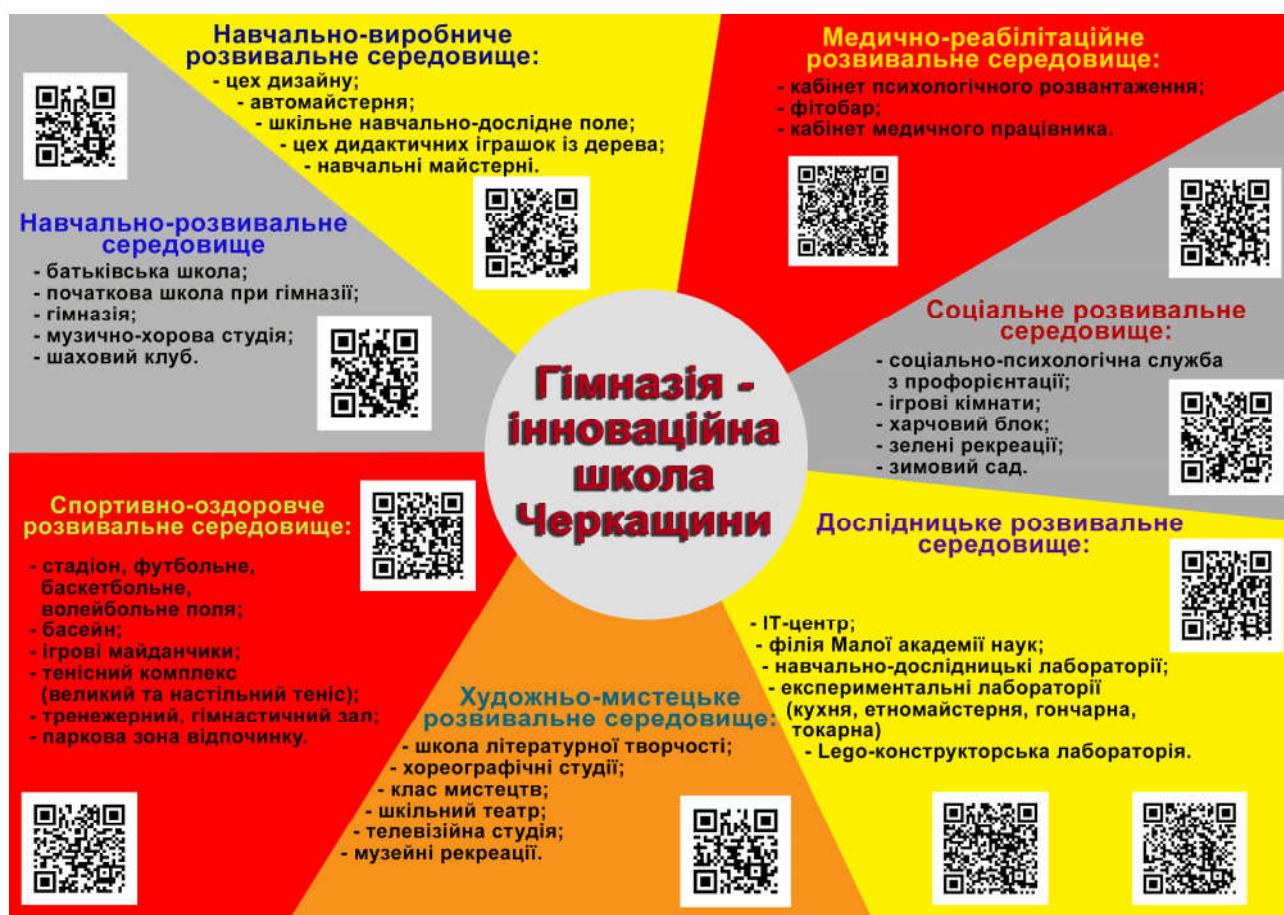 Навчально-виробниче
розвивальне середовище:
- цех дизайну;
- автомайстерня;
- шкільне навчально-дослідне поле;
- цех дидактичних іграшок із дерева;
- навчальні майстерні.
Медично-реабілітаційне
розвивальне середовище:
- кабінет психологічного розвантаження;
- фітобар;
- кабінет медичного працівника.
Навчально-розвивальне
середовище
- батьківська школа;
- початкова школа при гімназії;
- гімназія;
- музично-хорова студія;
- шаховий клуб.
Соціальне розвивальне
середовище:
- соціально-психологічна служба
з профорієнтації;
- ігрові кімнати;
- харчовий блок;
- зелені рекреації;
- зимовий сад.
Гімназія -
інноваційна
школа
Черкащини
Спортивно-оздоровче
розвивальне середовище:
- стадіон, футбольне,
баскетбольне,
волейбольне поля;
- басейн;
- ігрові майданчики;
- тенісний комплекс
(великий та настільний теніс);
- тренежерний, гімнастичний зал;
- паркова зона відпочинку.
Дослідницьке розвивальне
середовище:
- ІТ-центр;
- філія Малої академії наук;
- навчально-дослідницькі лабораторії;
- експериментальні лабораторії
(кухня, етномайстерня, гончарна,
токарна)
- Lego-конструкторська лабораторія.
Художньо-мистецьке
розвивальне середовище:
- школа літературної творчості;
- хореографічні студії;
- клас мистецтв;
- шкільний театр;
- телевізійна студія;
- музейні рекреації.